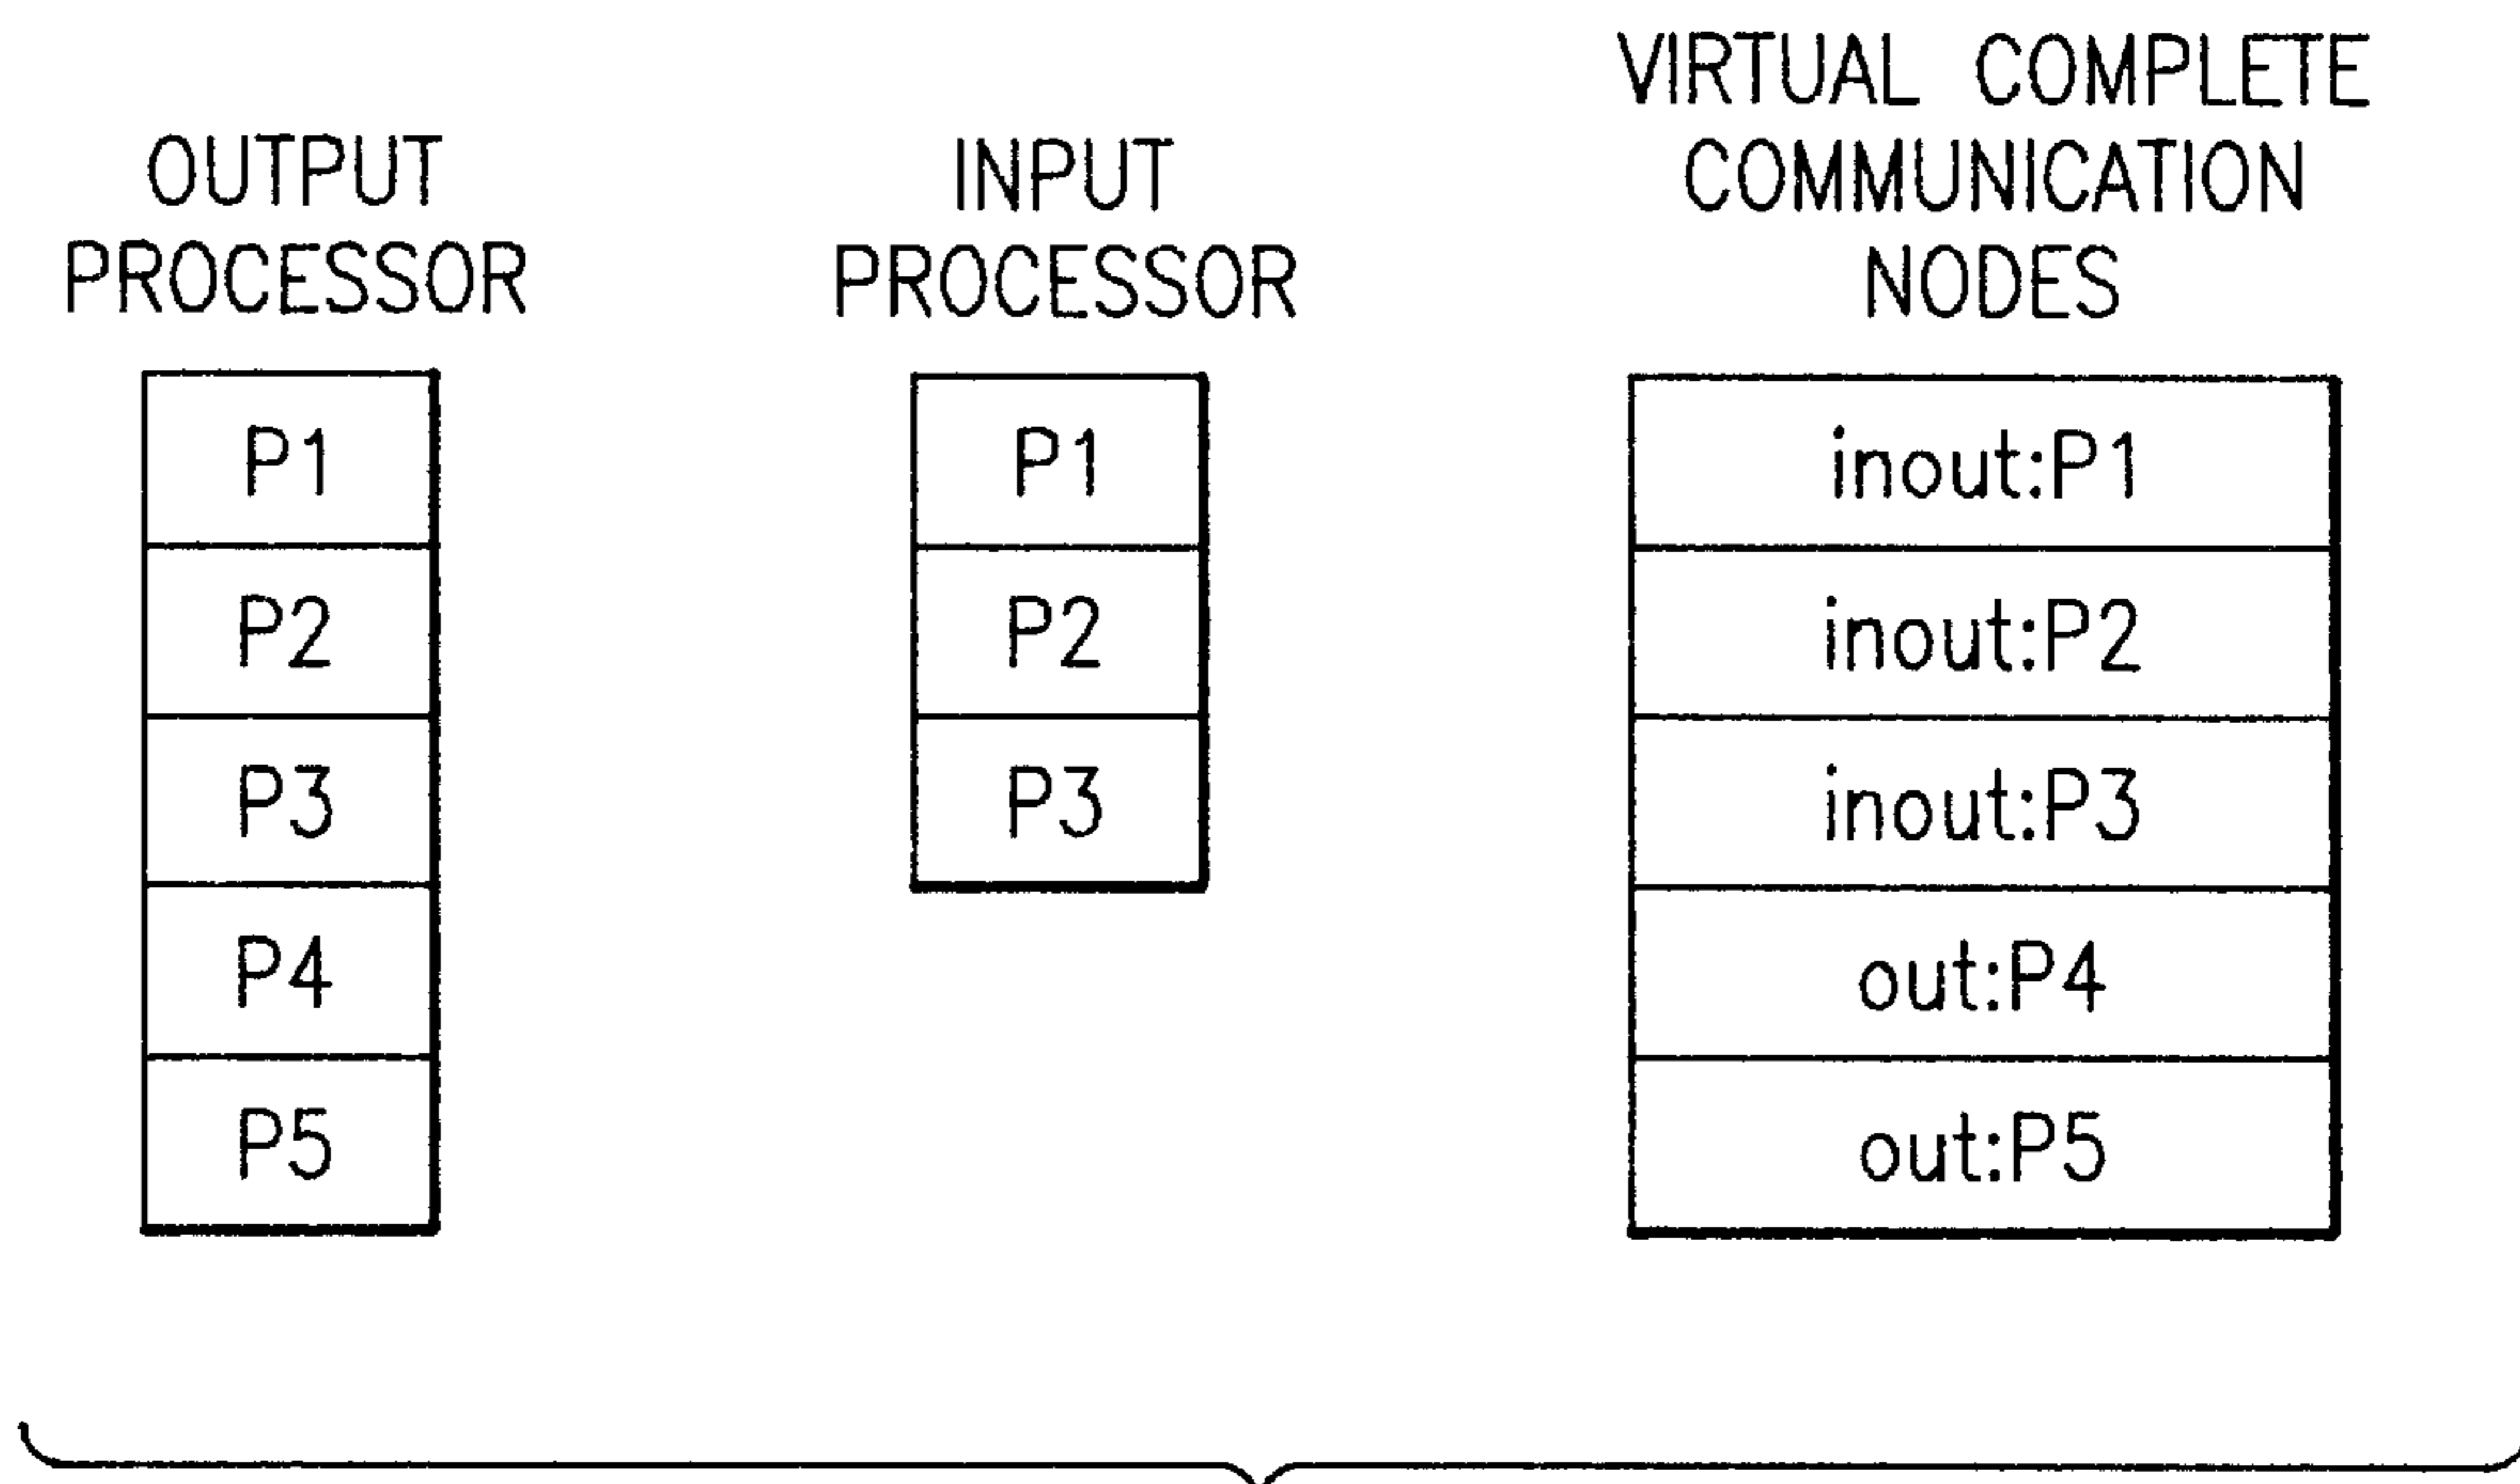 OUTPUT
PROCESSOR
P1
P2
P3
P4
P5
INPUT
PROCESSOR
P1
P2
P3
VIRTUAL COMPLETE
COMMUNICATION
NODES
inout:P1
inout:P2
inout:P3
out:P4
out:P5